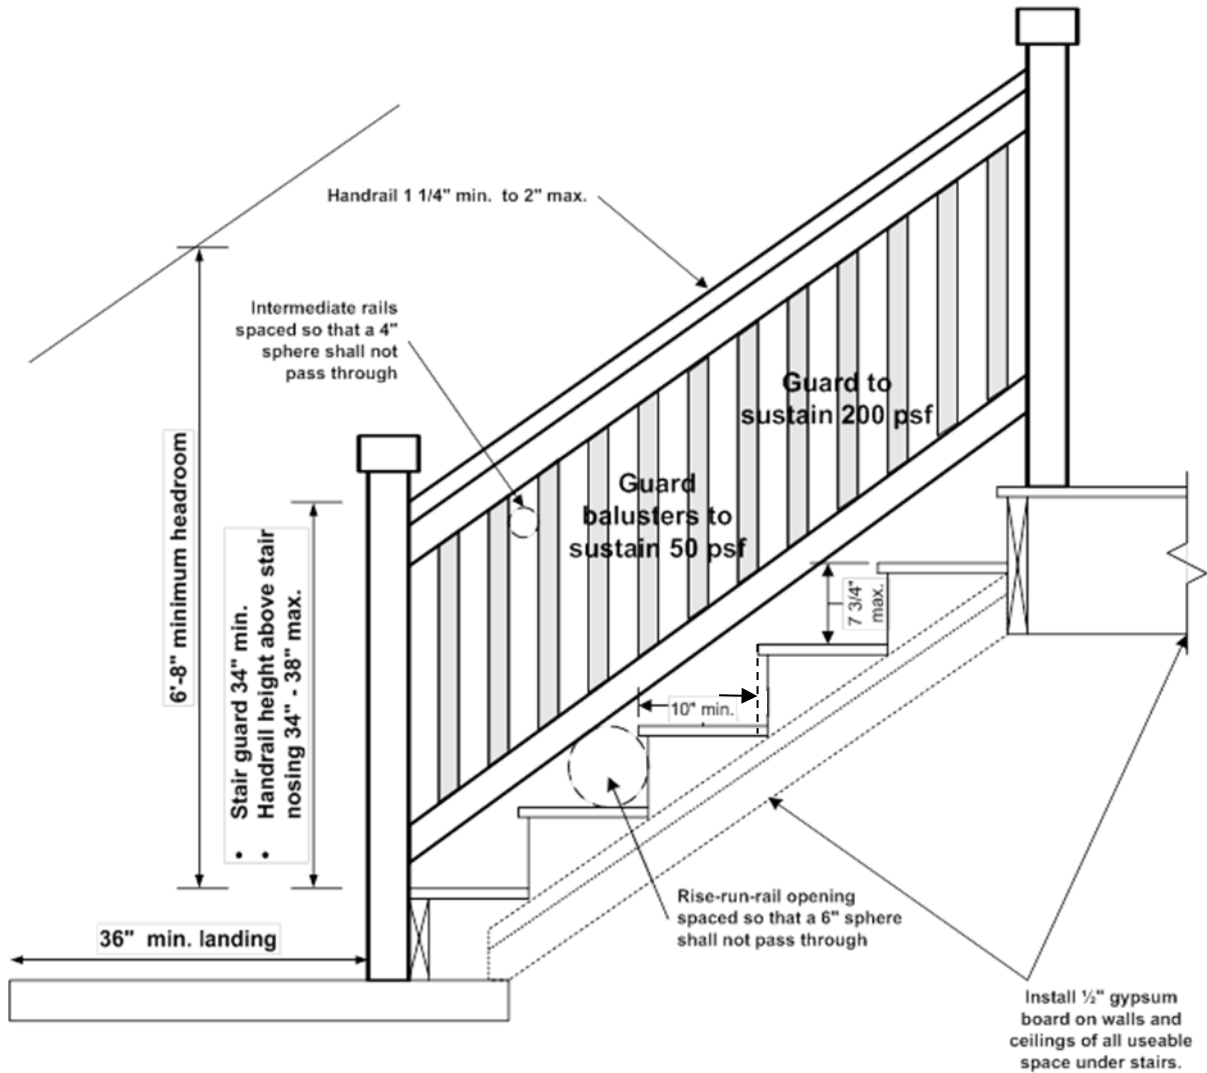 Handrail 1 1/4" min. to 2" max.
Intermediate rails
spaced so that a 4"
sphere shall not
pass through
Guard to
sustain 200 psf
Guard
balusters to
sustain 50 psf
6'-8" minimum headroom
• Stair guard 34" min.
• Handrail height above stair
nosing 34" - 38" max.
7 3/4"
max.
10" min.
Rise-run-rail opening
spaced so that a 6" sphere
shall not pass through
36" min. landing
Install ½" gypsum
board on walls and
ceilings of all useable
space under stairs.